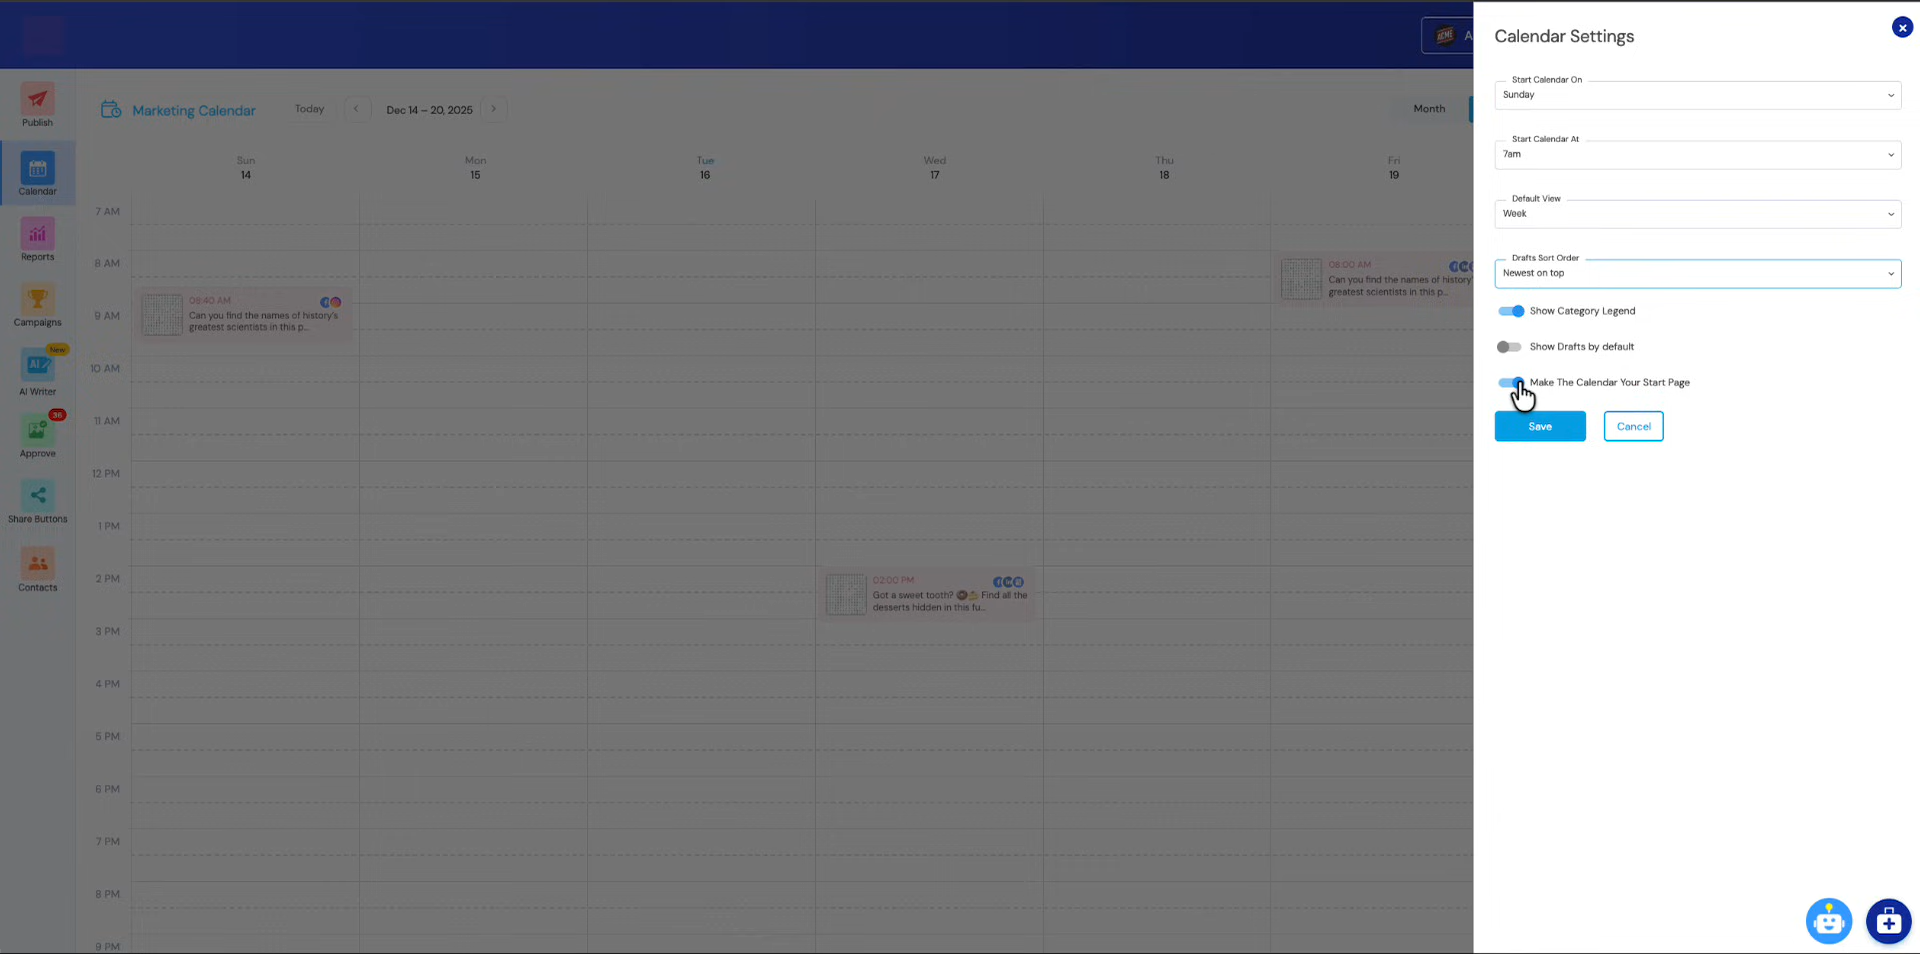 Calendar Settings
Start Calendar On
Sunday
Start Calendar At
7am
Default View
Week
Drafts Sort Order
Newest on top
Show Category Legend
Show Drafts by default
Make The Calendar Your Start Page
Save
Cancel
Publish
Calendar
Reports
Campaigns
New
AI
AI Writer
36
Approve
Share Buttons
Contacts
ACME
A
Marketing Calendar
Today
Dec 14 – 20, 2025
Month
Sun
14
Mon
15
Tue
16
Wed
17
Thu
18
Fri
19
7 AM
8 AM
9 AM
10 AM
11 AM
12 PM
1 PM
2 PM
3 PM
4 PM
5 PM
6 PM
7 PM
8 PM
9 PM
08:40 AM
Can you find the names of history's
greatest scientists in this p...
02:00 PM
Got a sweet tooth? 🍩🍰 Find all the
desserts hidden in this fu...
08:00 AM
Can you find the names of history'
greatest scientists in this p...